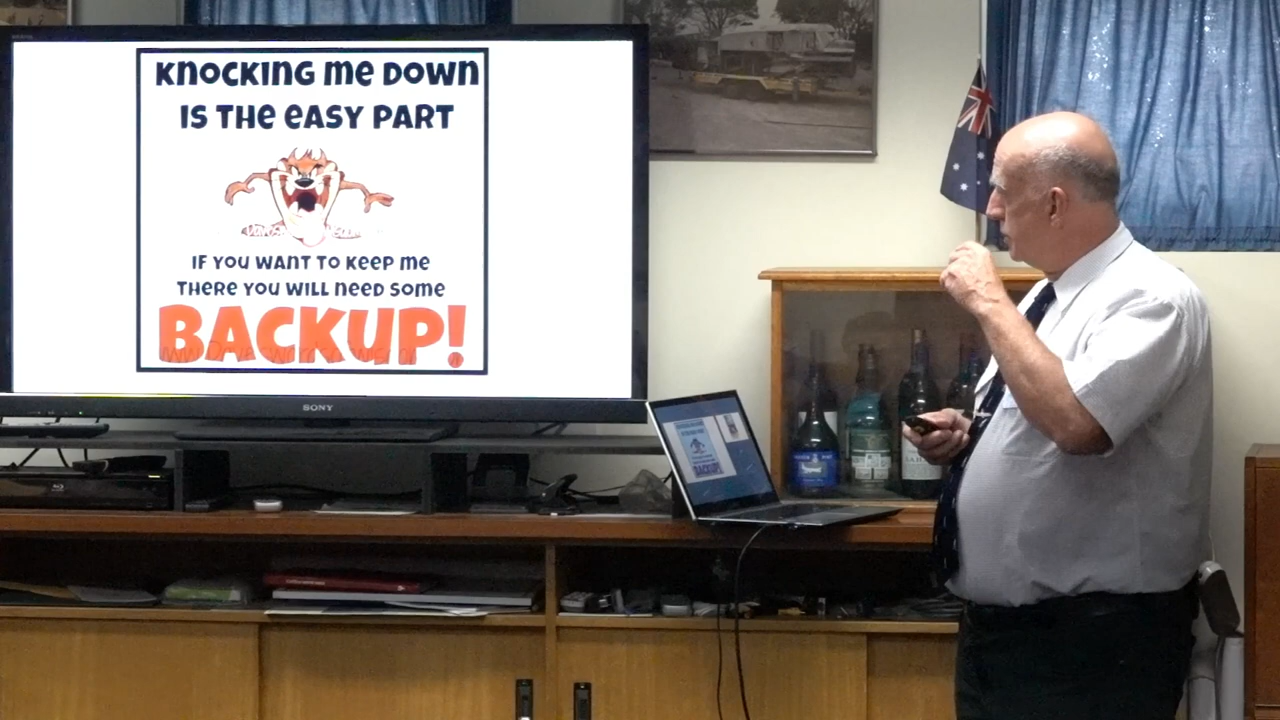 KNOCKING ME DOWN
IS THE EASY PART
IF YOU WANT TO KEEP ME
THERE YOU WILL NEED SOME
BACKUP!
SONY
BACKUP!